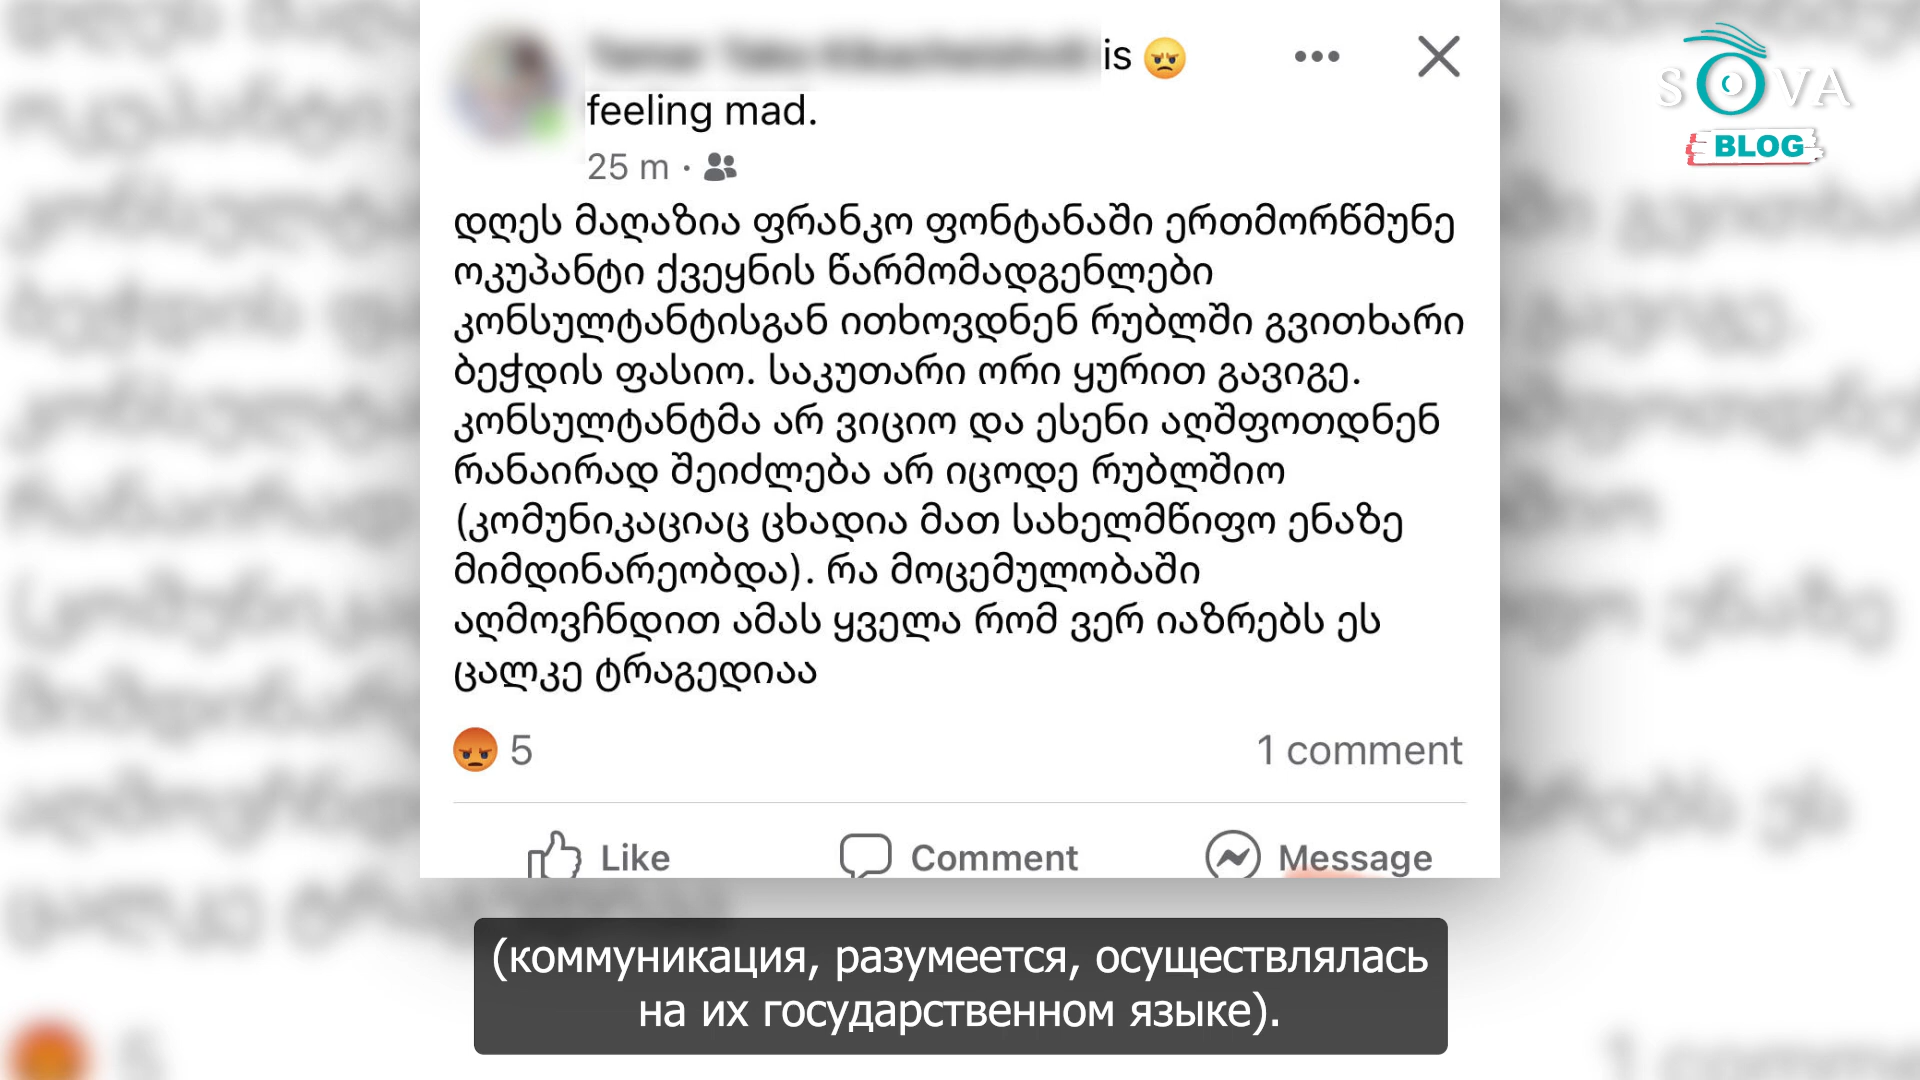 is 😠
feeling mad.
25 m ·
SOVA
BLOG
დღეს მაღაზია ფრანკო ფონტანაში ერთმორწმუნე
ოკუპანტი ქვეყნის წარმომადგენლები
კონსულტანტისგან ითხოვდნენ რუბლში გვითხარი
ბეჭდის ფასიო. საკუთარი ორი ყურით გავიგე.
კონსულტანტმა არ ვიციო და ესენი აღშფოთდნენ
რანაირად შეიძლება არ იცოდე რუბლშიო
(კომუნიკაციაც ცხადია მათ სახელმწიფო ენაზე
მიმდინარეობდა). რა მოცემულობაში
აღმოვჩნდით ამას ყველა რომ ვერ იაზრებს ეს
ცალკე ტრაგედიაა
5
1 comment
Like
Comment
Message
(коммуникация, разумеется, осуществлялась
на их государственном языке).